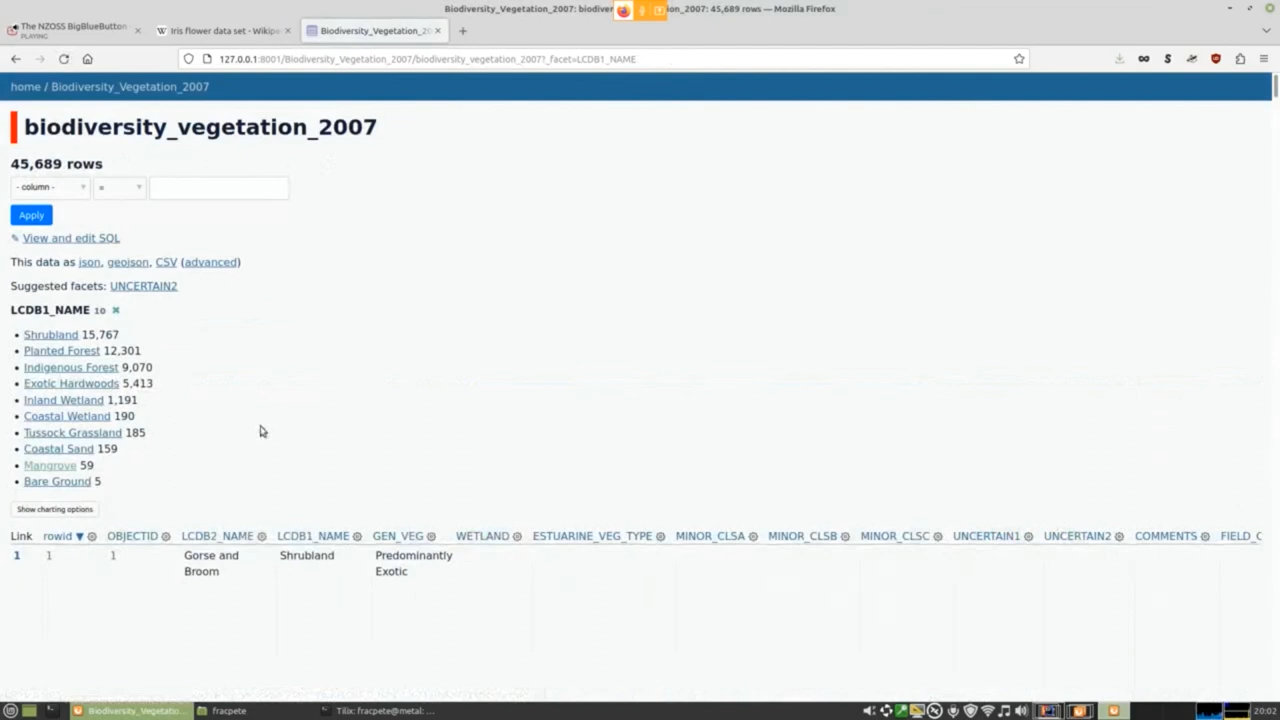 Biodiversity_Vegetation_2007: biodiver
ion_2007: 45,689 rows — Mozilla Firefox
The NZOSS BigBlueButton
PLAYING
Iris flower data set - Wikipe
Biodiversity_Vegetation_2
127.0.0.1:8001/Biodiversity_Vegetation_2007/biodiversity_vegetation_2007?_facet=LCDB1_NAME
home / Biodiversity_Vegetation_2007
biodiversity_vegetation_2007
45,689 rows
- column - =
Apply
View and edit SQL
This data as json, geojson, CSV (advanced)
Suggested facets: UNCERTAIN2
LCDB1_NAME 10 ✖
• Shrubland 15,767
• Planted Forest 12,301
• Indigenous Forest 9,070
• Exotic Hardwoods 5,413
• Inland Wetland 1,191
• Coastal Wetland 190
• Tussock Grassland 185
• Coastal Sand 159
• Mangrove 59
• Bare Ground 5
Show charting options
Link rowid ▼ OBJECTID LCDB2_NAME LCDB1_NAME GEN_VEG WETLAND ESTUARINE_VEG_TYPE MINOR_CLSA MINOR_CLSB MINOR_CLSC UNCERTAIN1 UNCERTAIN2 COMMENTS FIELD_C
1 1 1 Gorse and Shrubland Predominantly
Broom Exotic
Biodiversity_Vegetatio...
fracpete
Tilix: fracpete@metal: ...
20:02